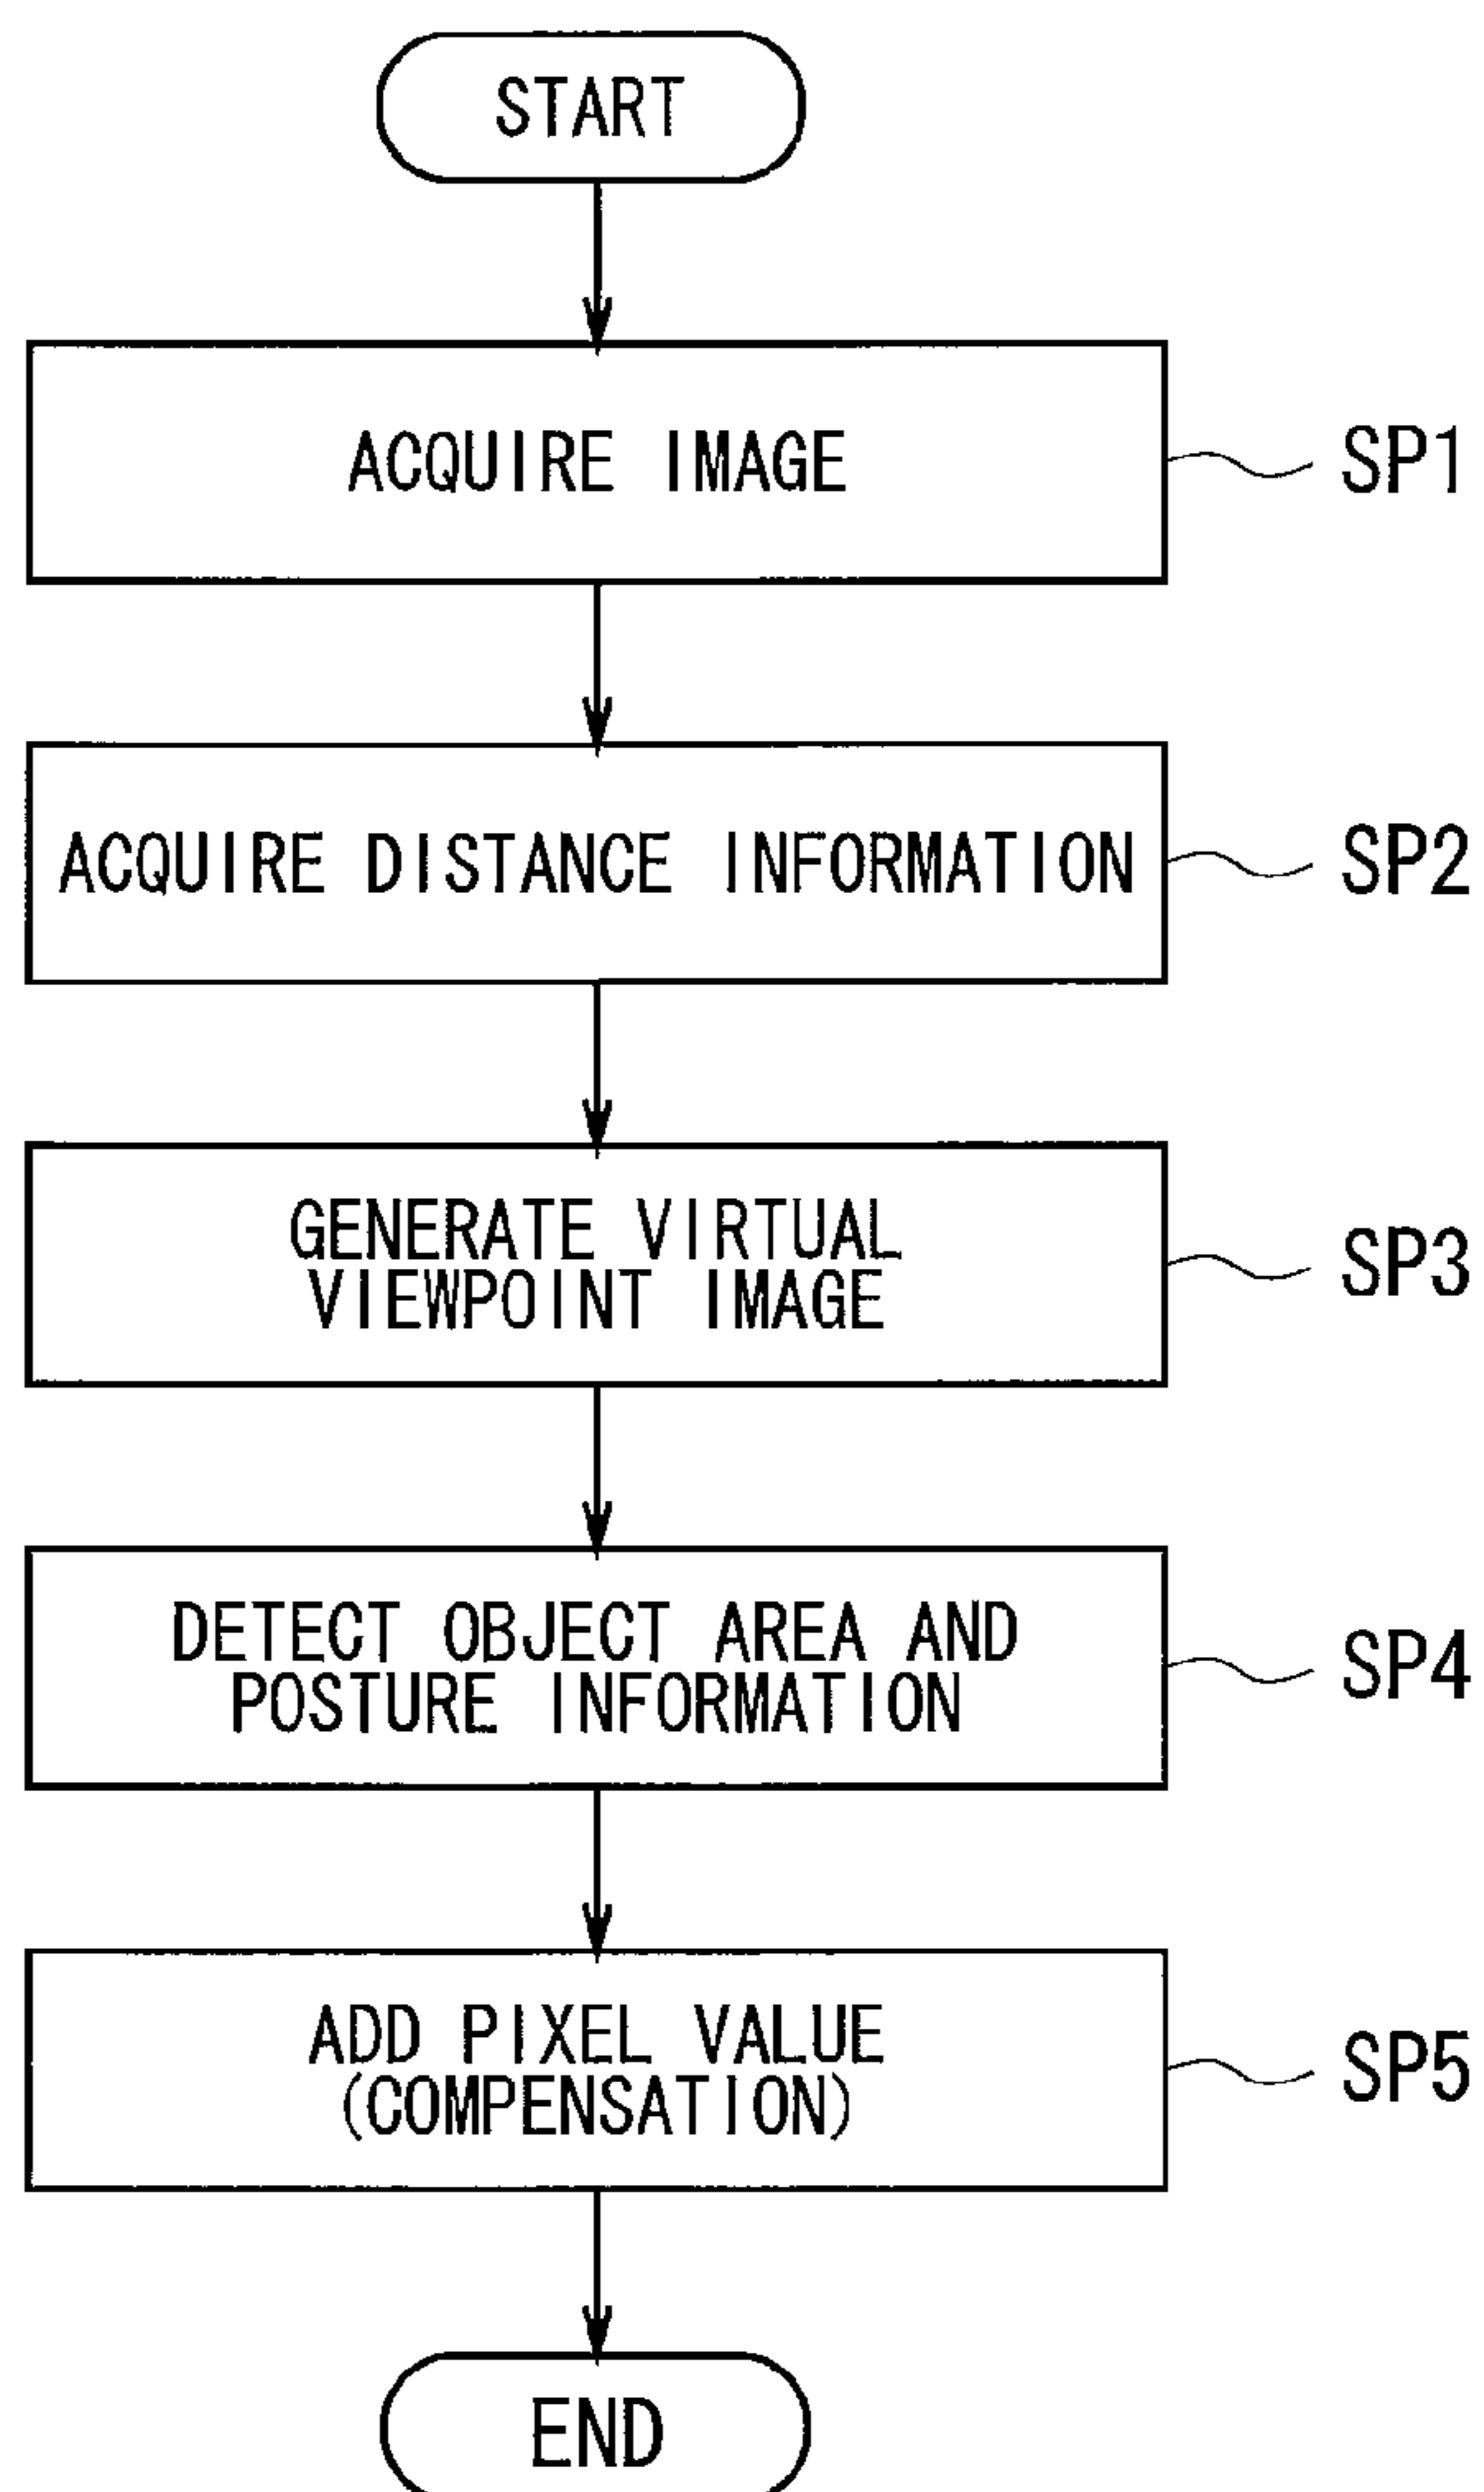 START
ACQUIRE IMAGE
SP1
ACQUIRE DISTANCE INFORMATION
SP2
GENERATE VIRTUAL
VIEWPOINT IMAGE
SP3
DETECT OBJECT AREA AND
POSTURE INFORMATION
SP4
ADD PIXEL VALUE
(COMPENSATION)
SP5
END